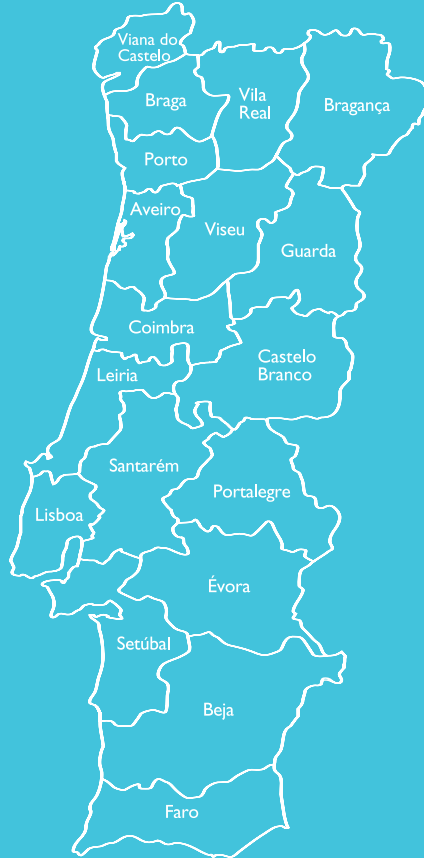 Viana do
Castelo
Braga
Vila
Real
Bragança
Porto
Aveiro
Viseu
Guarda
Coimbra
Castelo
Branco
Leiria
Santarém
Portalegre
Lisboa
Évora
Setúbal
Beja
Faro